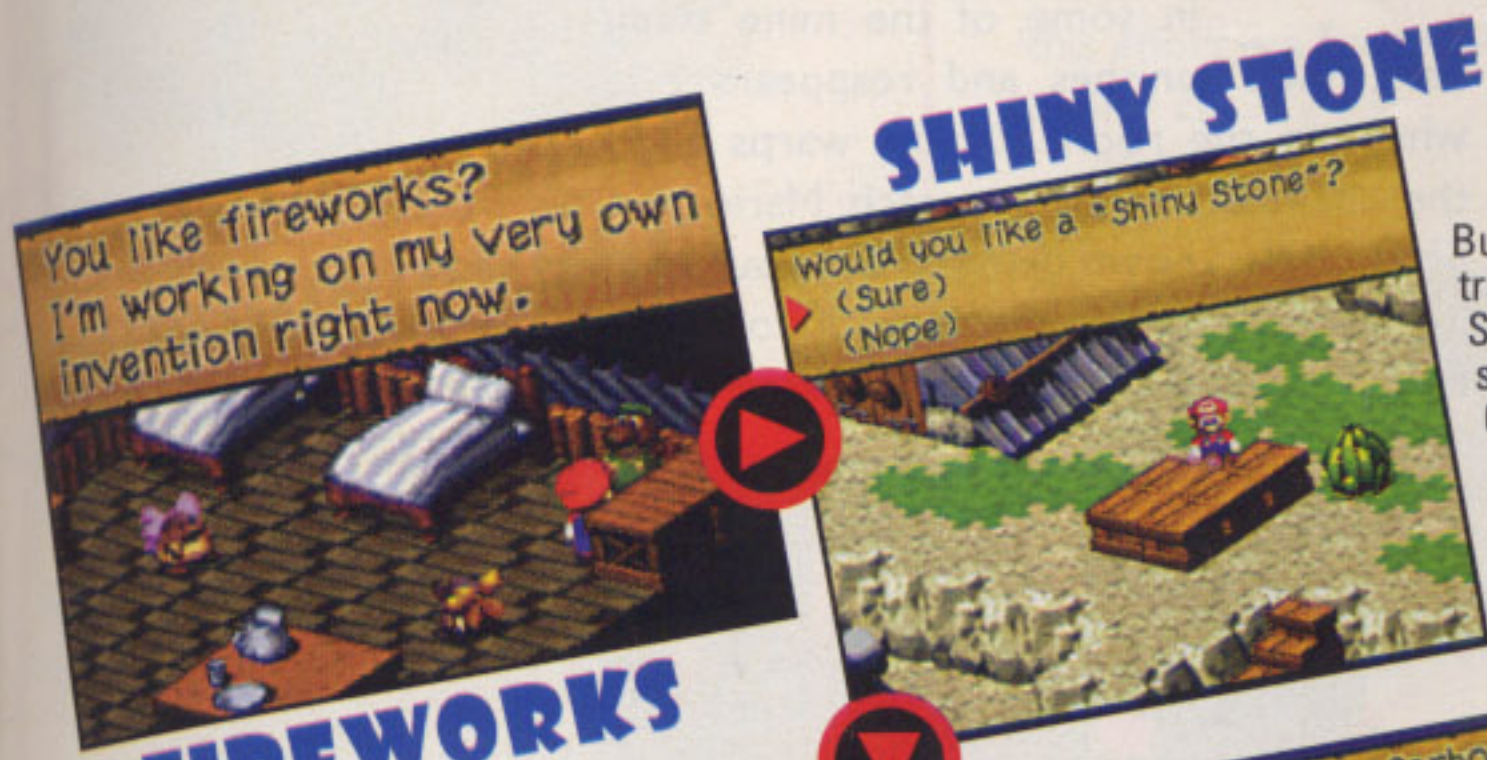 SHINY STONE
You like fireworks?
I'm working on my very own
invention right now.
Would you like a "Shiny Stone"?
(Sure)
(Nope)
FIREWORKS